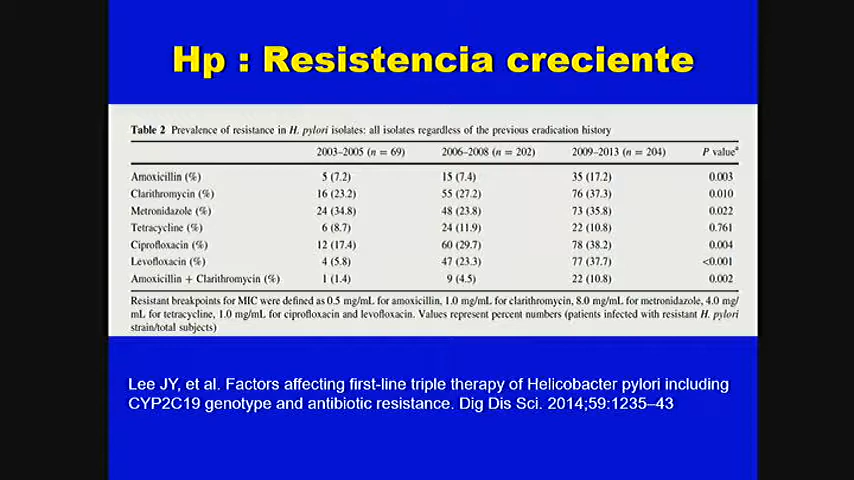 Hp : Resistencia creciente
Table 2 Prevalence of resistance in H. pylori isolates: all isolates regardless of the previous eradication history
2003–2005 (n = 69) 2006–2008 (n = 202) 2009–2013 (n = 204) P valueᵃ
Amoxicillin (%) 5 (7.2) 15 (7.4) 35 (17.2) 0.003
Clarithromycin (%) 16 (23.2) 55 (27.2) 76 (37.3) 0.010
Metronidazole (%) 24 (34.8) 48 (23.8) 73 (35.8) 0.022
Tetracycline (%) 6 (8.7) 24 (11.9) 22 (10.8) 0.761
Ciprofloxacin (%) 12 (17.4) 60 (29.7) 78 (38.2) 0.004
Levofloxacin (%) 4 (5.8) 47 (23.3) 77 (37.7) <0.001
Amoxicillin + Clarithromycin (%) 1 (1.4) 9 (4.5) 22 (10.8) 0.002
Resistant breakpoints for MIC were defined as 0.5 mg/mL for amoxicillin, 1.0 mg/mL for clarithromycin, 8.0 mg/mL for metronidazole, 4.0 mg/
mL for tetracycline, 1.0 mg/mL for ciprofloxacin and levofloxacin. Values represent percent numbers (patients infected with resistant H. pylori
strain/total subjects)
Lee JY, et al. Factors affecting first-line triple therapy of Helicobacter pylori including
CYP2C19 genotype and antibiotic resistance. Dig Dis Sci. 2014;59:1235–43